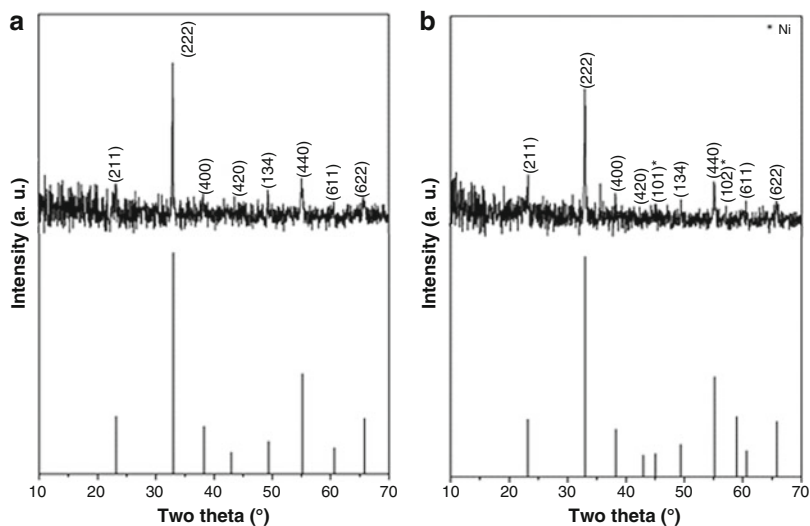 a
(222)
(211)
(400)
(420)
(134)
(440)
(611)
(622)
Intensity (a. u.)
10 20 30 40 50 60 70
Two theta (°)
b
* Ni
(222)
(211)
(400)
(420)
(101)*
(134)
(440)
(102)*
(611)
(622)
Intensity (a. u.)
10 20 30 40 50 60 70
Two theta (°)